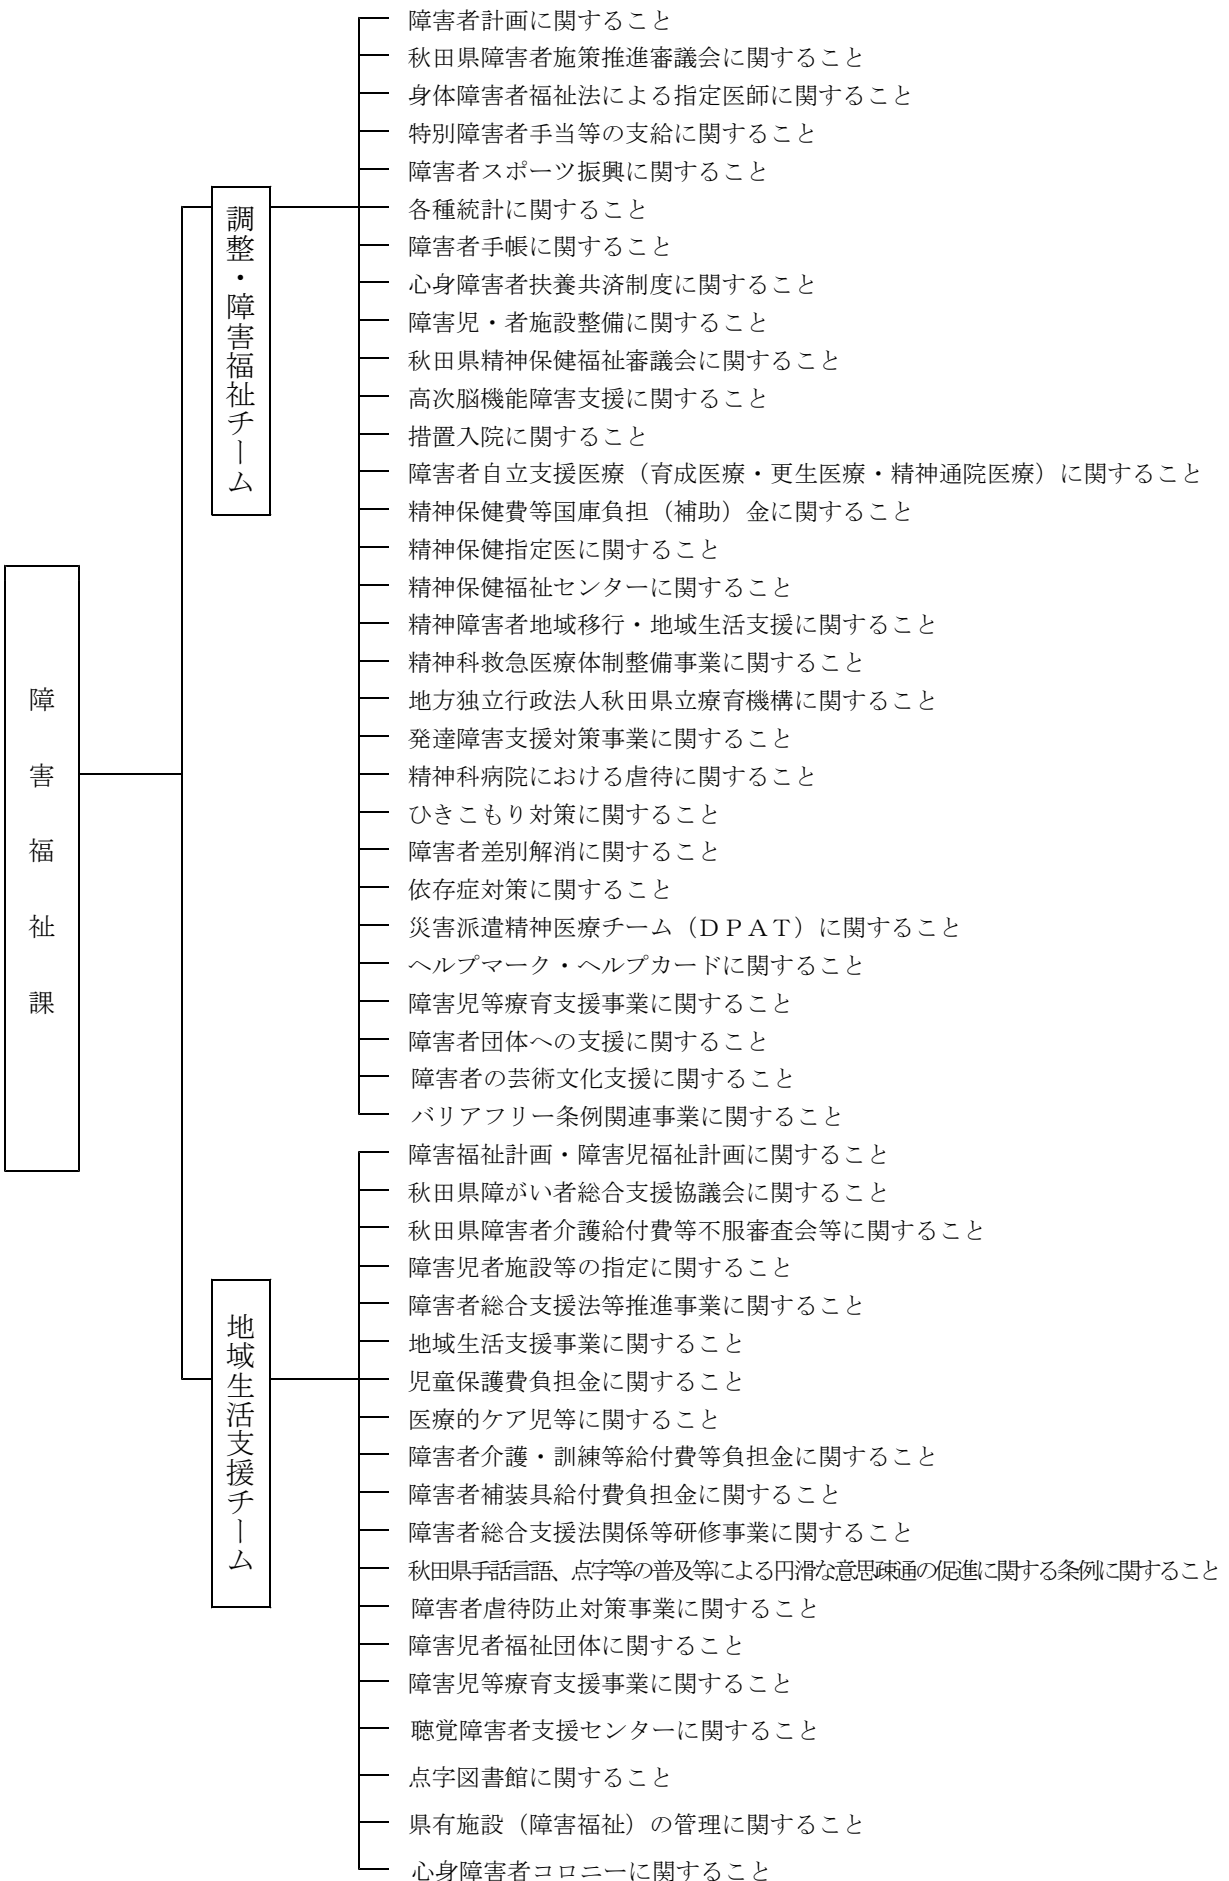 障害福祉課
調整・障害福祉チーム
障害者計画に関すること
秋田県障害者施策推進審議会に関すること
身体障害者福祉法による指定医師に関すること
特別障害者手当等の支給に関すること
障害者スポーツ振興に関すること
各種統計に関すること
障害者手帳に関すること
心身障害者扶養共済制度に関すること
障害児・者施設整備に関すること
秋田県精神保健福祉審議会に関すること
高次脳機能障害支援に関すること
措置入院に関すること
障害者自立支援医療（育成医療・更生医療・精神通院医療）に関すること
精神保健費等国庫負担（補助）金に関すること
精神保健指定医に関すること
精神保健福祉センターに関すること
精神障害者地域移行・地域生活支援に関すること
精神科救急医療体制整備事業に関すること
地方独立行政法人秋田県立療育機構に関すること
発達障害支援対策事業に関すること
精神科病院における虐待に関すること
ひきこもり対策に関すること
障害者差別解消に関すること
依存症対策に関すること
災害派遣精神医療チーム（ＤＰＡＴ）に関すること
ヘルプマーク・ヘルプカードに関すること
障害児等療育支援事業に関すること
障害者団体への支援に関すること
障害者の芸術文化支援に関すること
バリアフリー条例関連事業に関すること
地域生活支援チーム
障害福祉計画・障害児福祉計画に関すること
秋田県障がい者総合支援協議会に関すること
秋田県障害者介護給付費等不服審査会等に関すること
障害児者施設等の指定に関すること
障害者総合支援法等推進事業に関すること
地域生活支援事業に関すること
児童保護費負担金に関すること
医療的ケア児等に関すること
障害者介護・訓練等給付費等負担金に関すること
障害者補装具給付費負担金に関すること
障害者総合支援法関係等研修事業に関すること
秋田県手話言語、点字等の普及等による円滑な意思疎通の促進に関する条例に関すること
障害者虐待防止対策事業に関すること
障害児者福祉団体に関すること
障害児等療育支援事業に関すること
聴覚障害者支援センターに関すること
点字図書館に関すること
県有施設（障害福祉）の管理に関すること
心身障害者コロニーに関すること